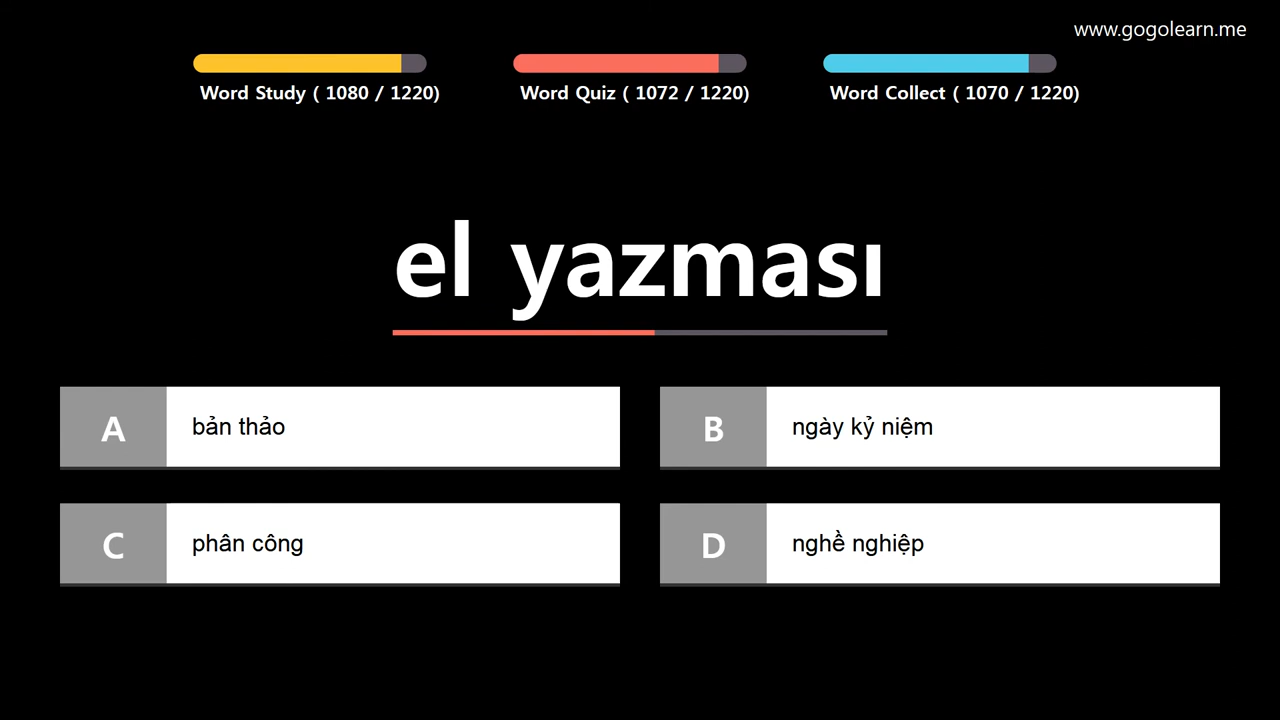 www.gogolearn.me
Word Study ( 1080 / 1220)
Word Quiz ( 1072 / 1220)
Word Collect ( 1070 / 1220)
el yazması
A bản thảo
B ngày kỷ niệm
C phân công
D nghề nghiệp